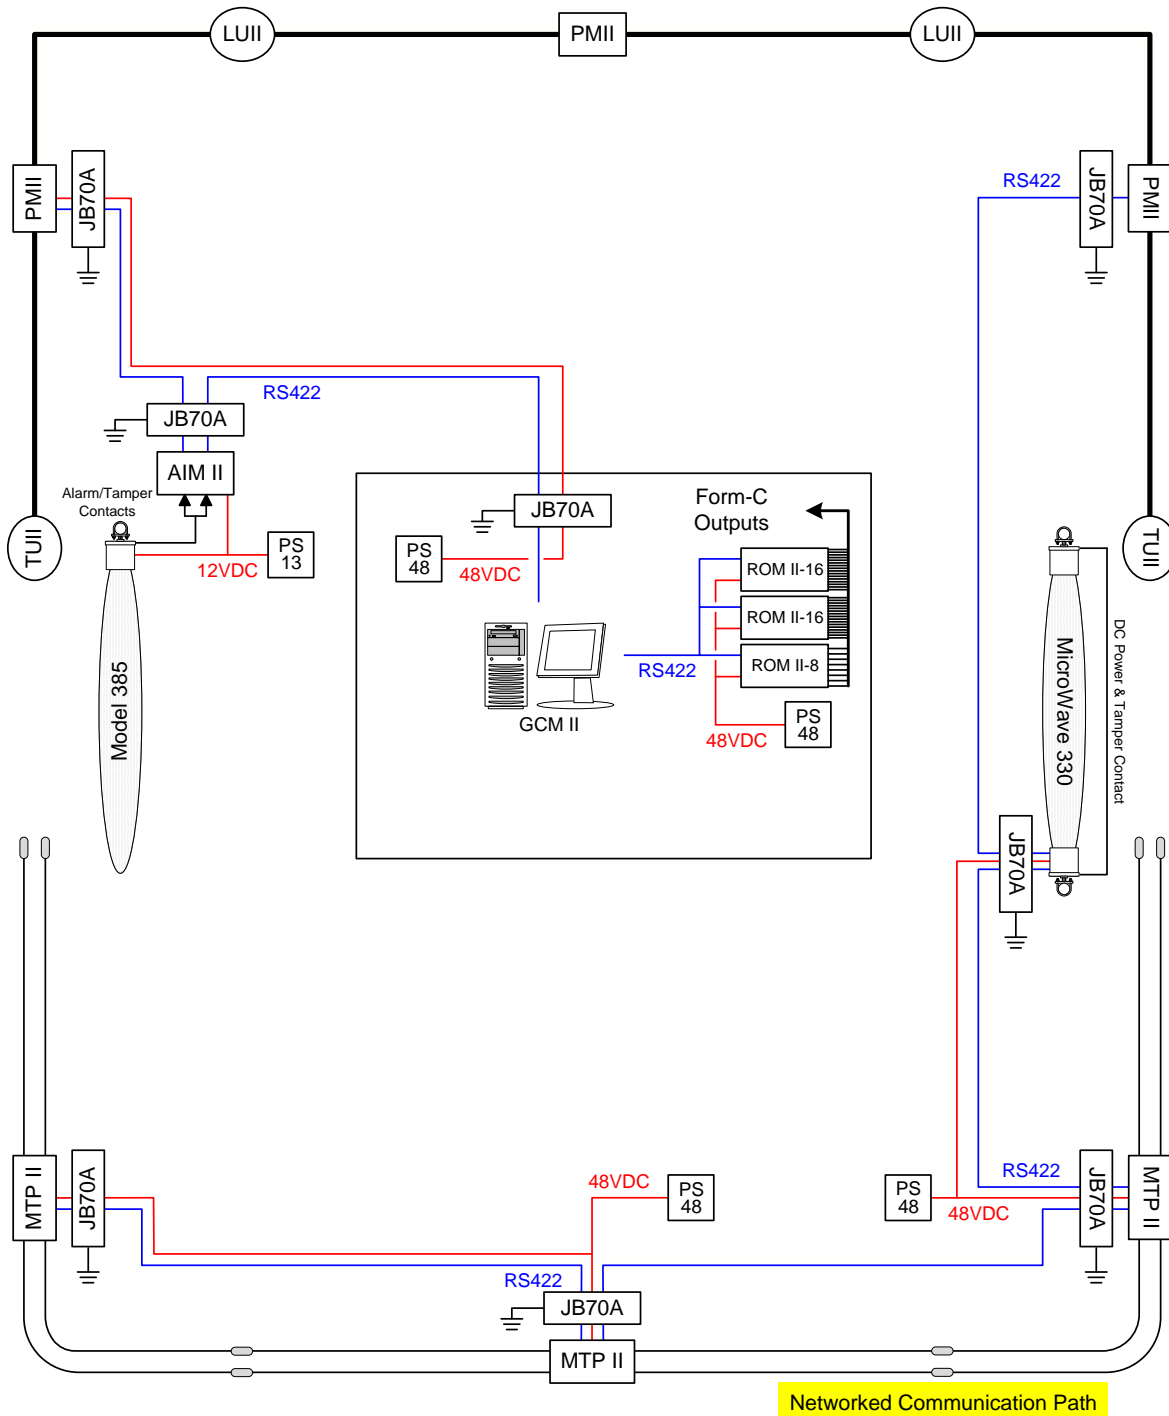 LUII
PMII
LUII
PMII
JB70A
RS422
JB70A
PMII
RS422
JB70A
AIM II
Alarm/Tamper
Contacts
TUII
12VDC
PS
13
Model 385
JB70A
PS
48
48VDC
Form-C
Outputs
ROM II-16
ROM II-16
ROM II-8
RS422
GCM II
48VDC
PS
48
TUII
MicroWave 330
DC Power & Tamper Contact
JB70A
MTP II
JB70A
48VDC
PS
48
PS
48
48VDC
RS422
JB70A
MTP II
RS422
JB70A
MTP II
Networked Communication Path